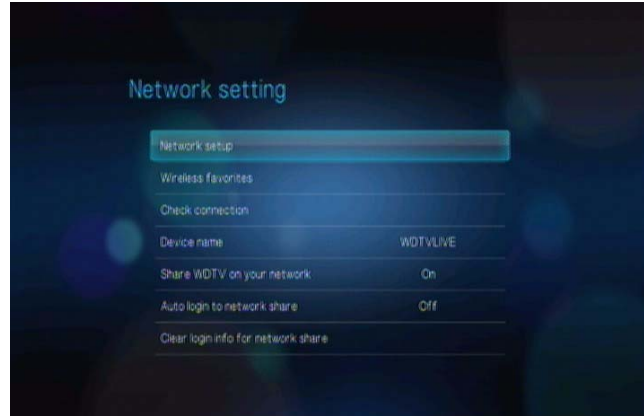 Network setting
Network setup
Wireless favorites
Check connection
Device name WDTVLIVE
Share WDTV on your network On
Auto login to network share Off
Clear login info for network share